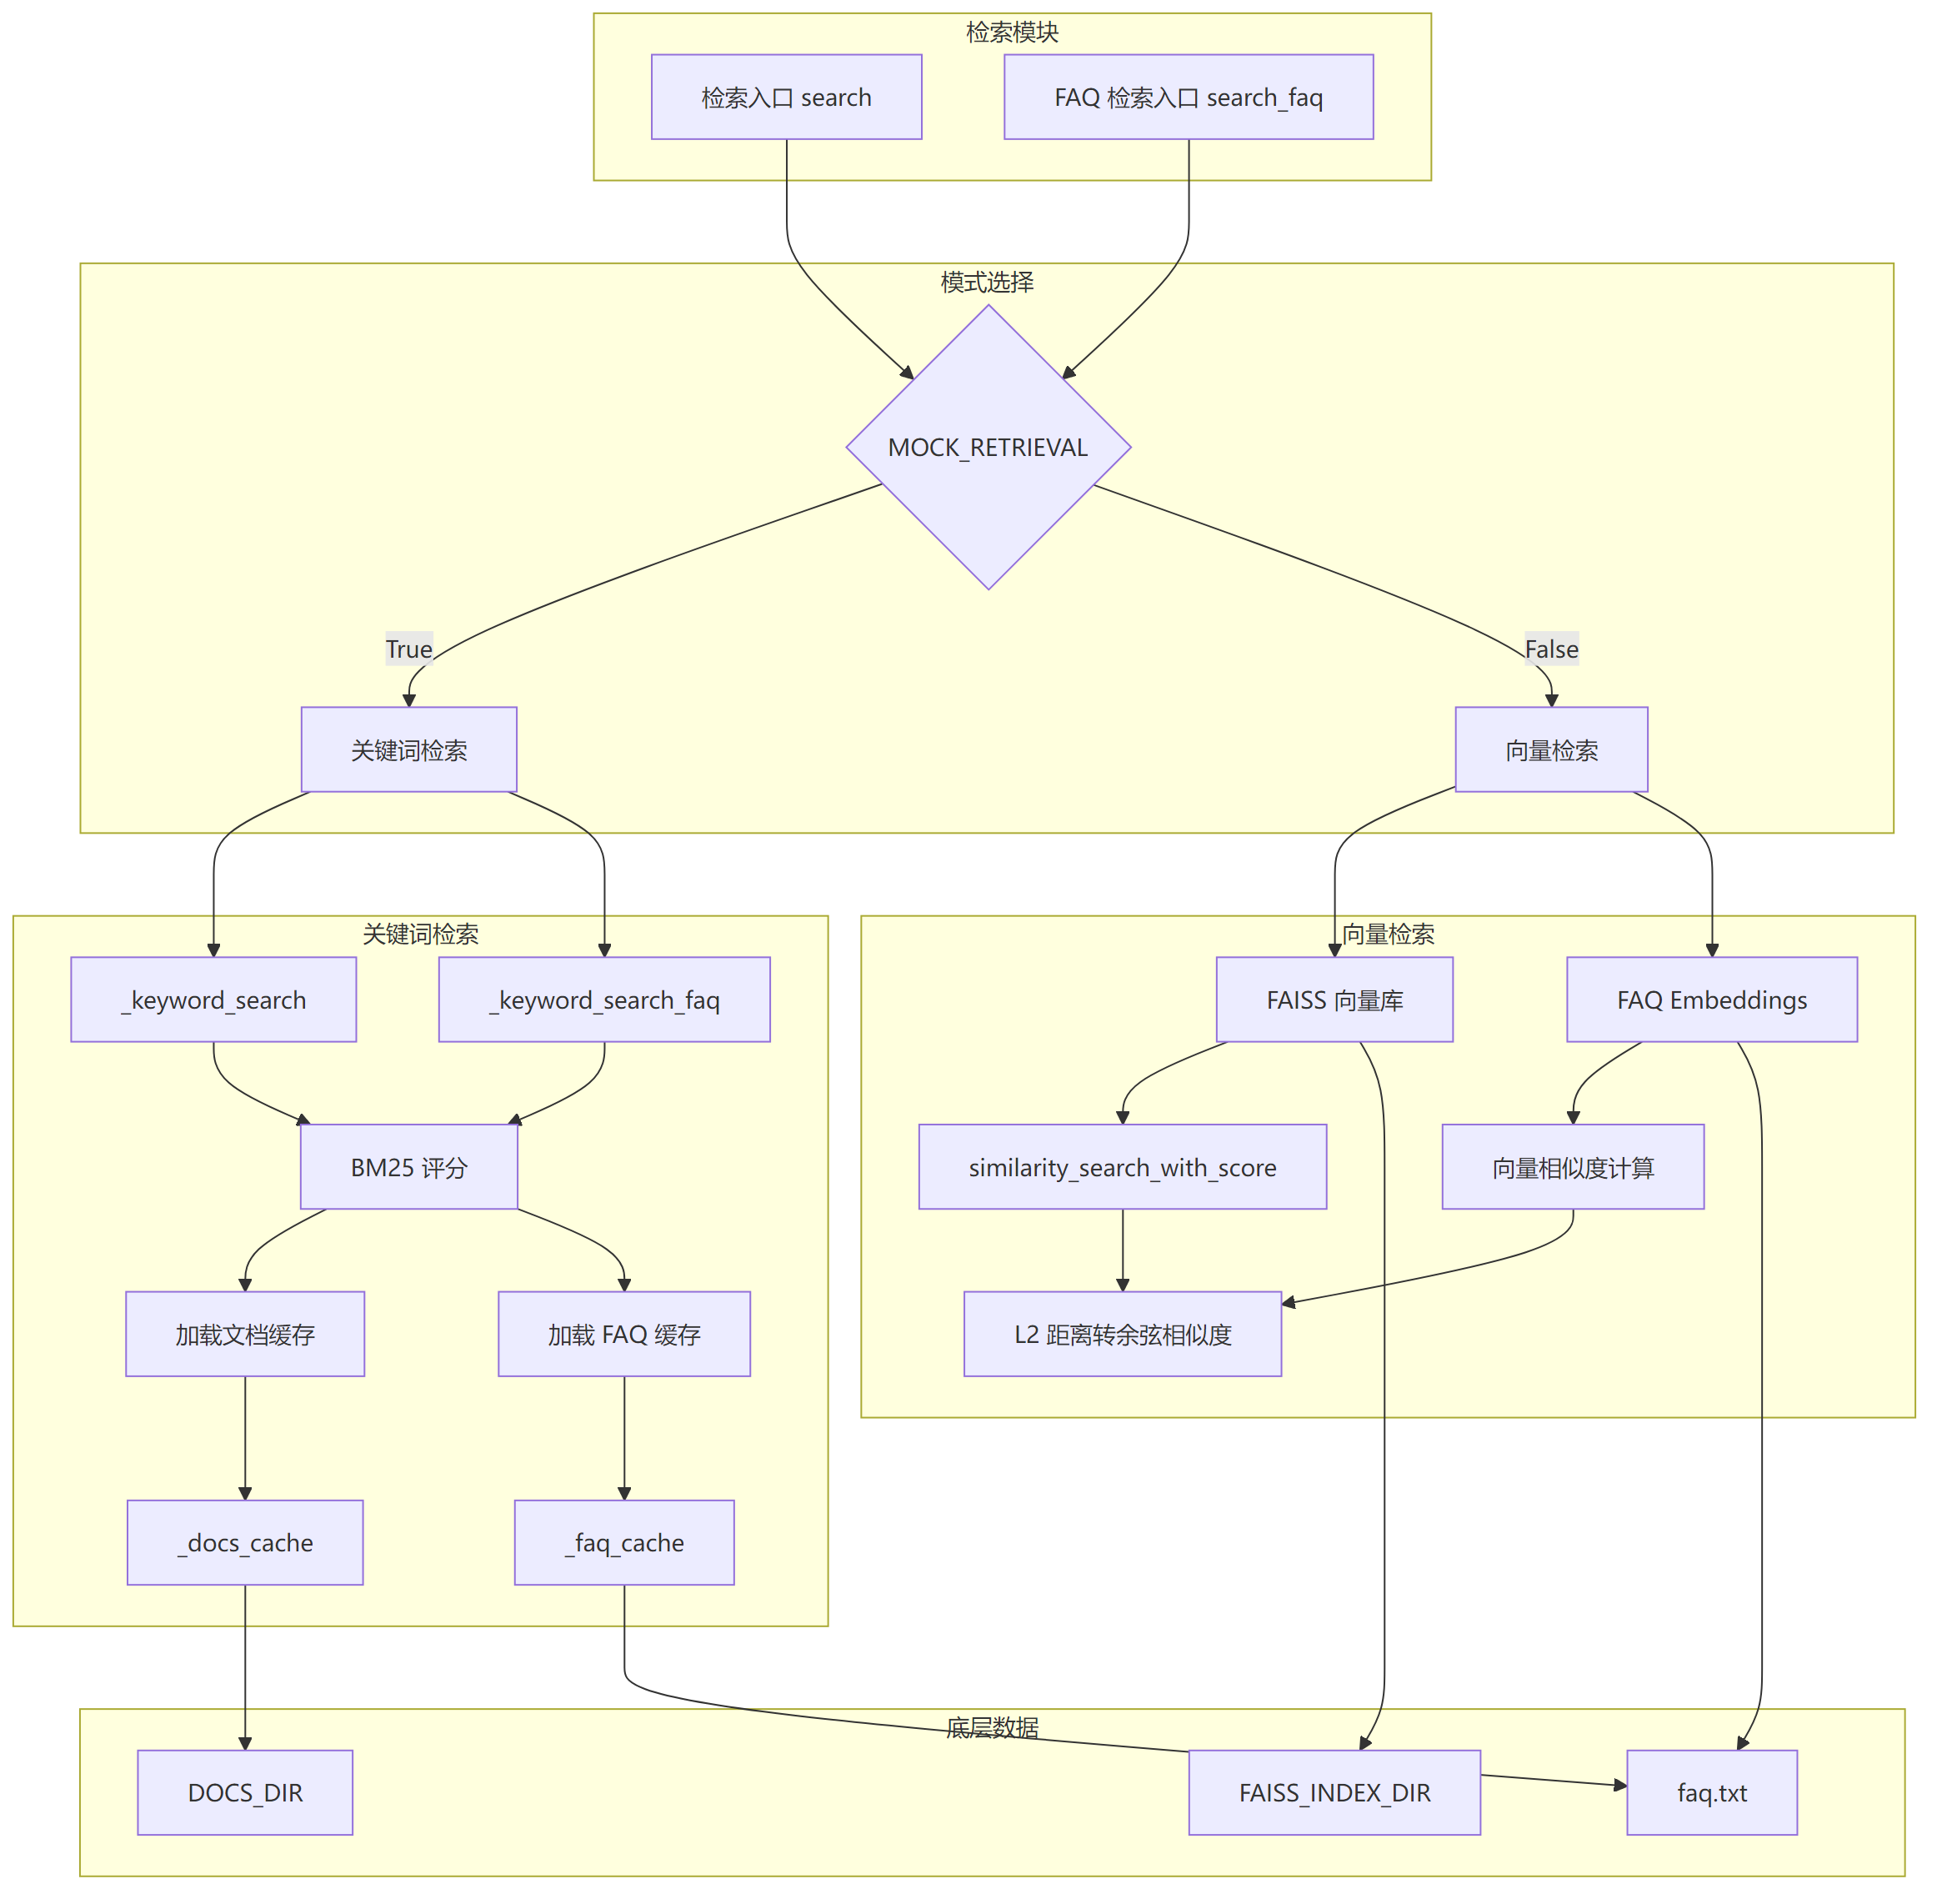 检索模块
检索入口 search
FAQ 检索入口 search_faq
模式选择
MOCK_RETRIEVAL
True
False
关键词检索
向量检索
关键词检索
向量检索
_keyword_search
_keyword_search_faq
FAISS 向量库
FAQ Embeddings
BM25 评分
similarity_search_with_score
向量相似度计算
加载文档缓存
加载 FAQ 缓存
L2 距离转余弦相似度
_docs_cache
_faq_cache
底层数据
DOCS_DIR
FAISS_INDEX_DIR
faq.txt